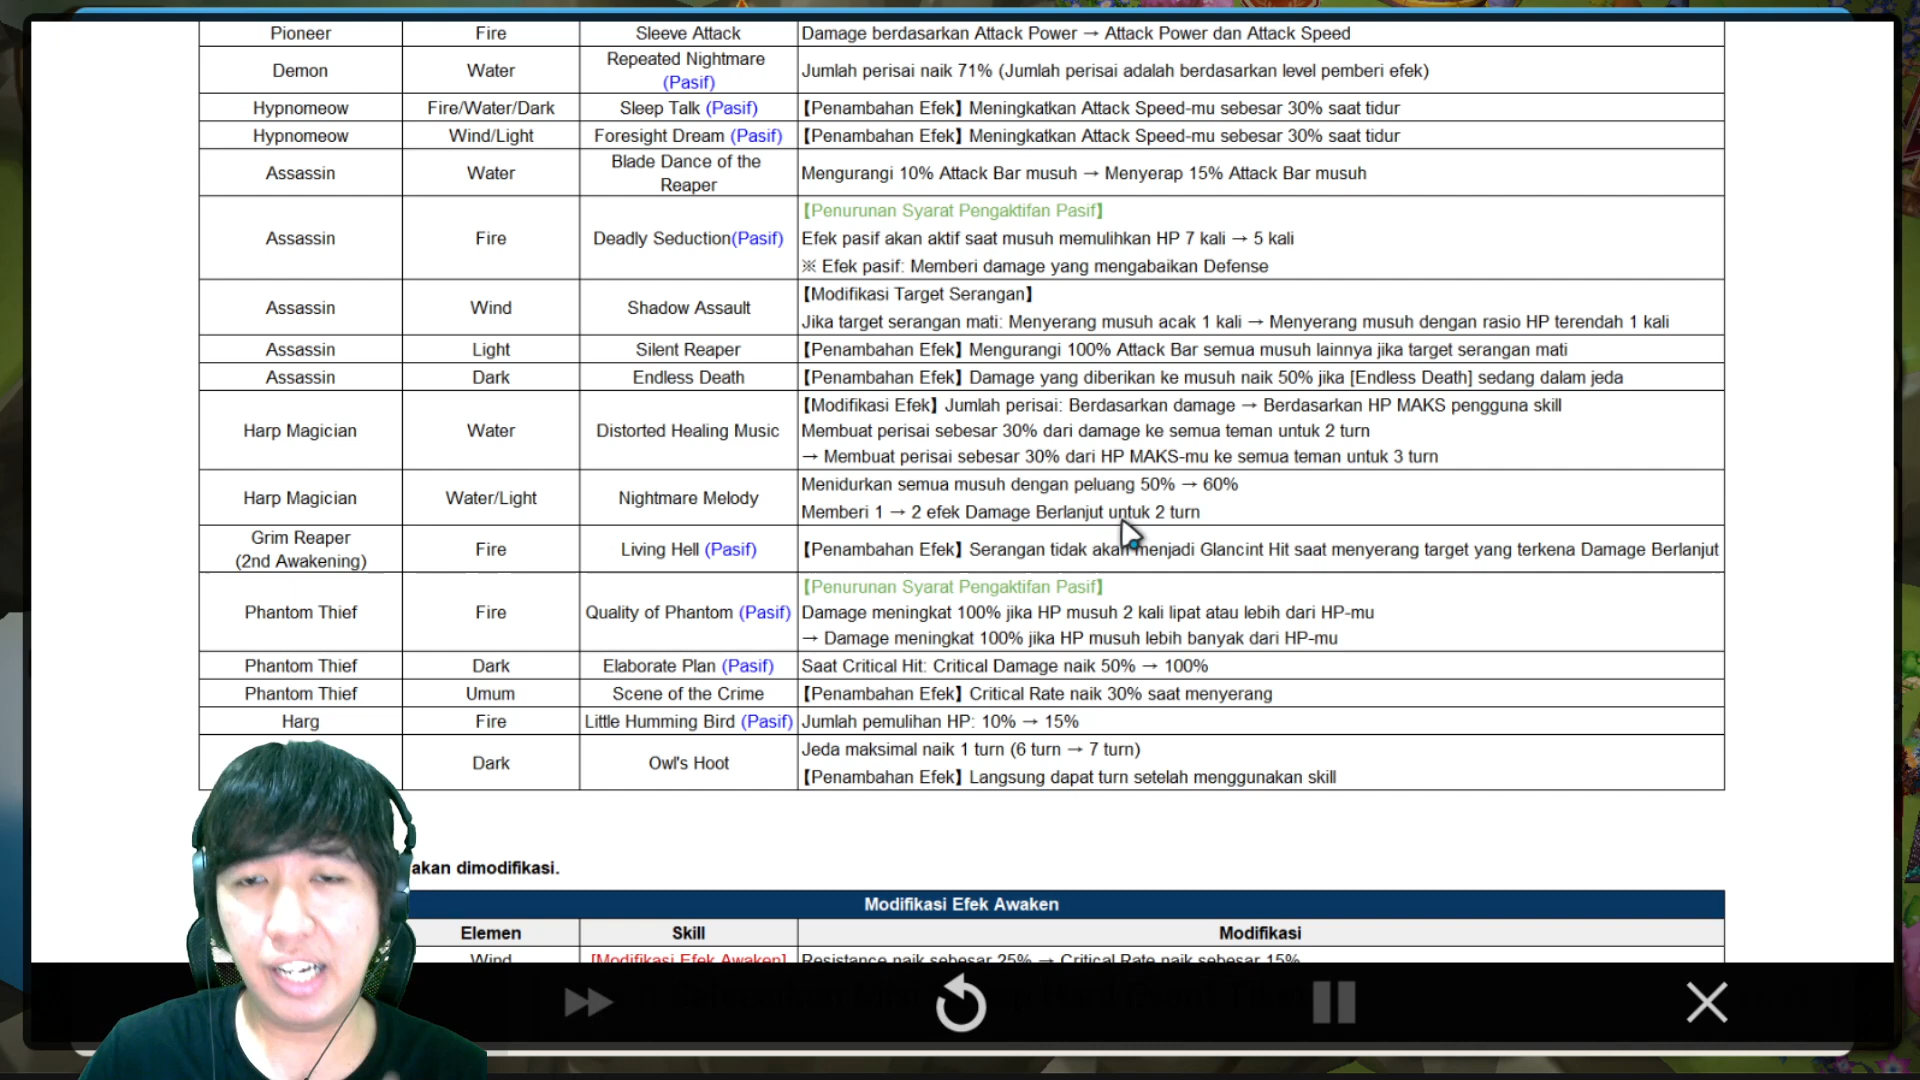 Pioneer Fire Sleeve Attack Damage berdasarkan Attack Power → Attack Power dan Attack Speed
Demon Water Repeated Nightmare (Pasif) Jumlah perisai naik 71% (Jumlah perisai adalah berdasarkan level pemberi efek)
Hypnomeow Fire/Water/Dark Sleep Talk (Pasif) 【Penambahan Efek】 Meningkatkan Attack Speed-mu sebesar 30% saat tidur
Hypnomeow Wind/Light Foresight Dream (Pasif) 【Penambahan Efek】 Meningkatkan Attack Speed-mu sebesar 30% saat tidur
Assassin Water Blade Dance of the Reaper Mengurangi 10% Attack Bar musuh → Menyerap 15% Attack Bar musuh
Assassin Fire Deadly Seduction(Pasif) 【Penurunan Syarat Pengaktifan Pasif】
Efek pasif akan aktif saat musuh memulihkan HP 7 kali → 5 kali
※ Efek pasif: Memberi damage yang mengabaikan Defense
Assassin Wind Shadow Assault 【Modifikasi Target Serangan】
Jika target serangan mati: Menyerang musuh acak 1 kali → Menyerang musuh dengan rasio HP terendah 1 kali
Assassin Light Silent Reaper 【Penambahan Efek】 Mengurangi 100% Attack Bar semua musuh lainnya jika target serangan mati
Assassin Dark Endless Death 【Penambahan Efek】 Damage yang diberikan ke musuh naik 50% jika [Endless Death] sedang dalam jeda
Harp Magician Water Distorted Healing Music 【Modifikasi Efek】 Jumlah perisai: Berdasarkan damage → Berdasarkan HP MAKS pengguna skill
Membuat perisai sebesar 30% dari damage ke semua teman untuk 2 turn
→ Membuat perisai sebesar 30% dari HP MAKS-mu ke semua teman untuk 3 turn
Harp Magician Water/Light Nightmare Melody Menidurkan semua musuh dengan peluang 50% → 60%
Memberi 1 → 2 efek Damage Berlanjut untuk 2 turn
Grim Reaper (2nd Awakening) Fire Living Hell (Pasif) 【Penambahan Efek】 Serangan tidak akan menjadi Glancint Hit saat menyerang target yang terkena Damage Berlanjut
Phantom Thief Fire Quality of Phantom (Pasif) 【Penurunan Syarat Pengaktifan Pasif】
Damage meningkat 100% jika HP musuh 2 kali lipat atau lebih dari HP-mu
→ Damage meningkat 100% jika HP musuh lebih banyak dari HP-mu
Phantom Thief Dark Elaborate Plan (Pasif) Saat Critical Hit: Critical Damage naik 50% → 100%
Phantom Thief Umum Scene of the Crime 【Penambahan Efek】 Critical Rate naik 30% saat menyerang
Harg Fire Little Humming Bird (Pasif) Jumlah pemulihan HP: 10% → 15%
Dark Owl's Hoot Jeda maksimal naik 1 turn (6 turn → 7 turn)
【Penambahan Efek】 Langsung dapat turn setelah menggunakan skill
akan dimodifikasi.
Modifikasi Efek Awaken
Elemen Skill Modifikasi
Wind [Modifikasi Efek Awaken] Resistance naik sebesar 25% → Critical Rate naik sebesar 15%